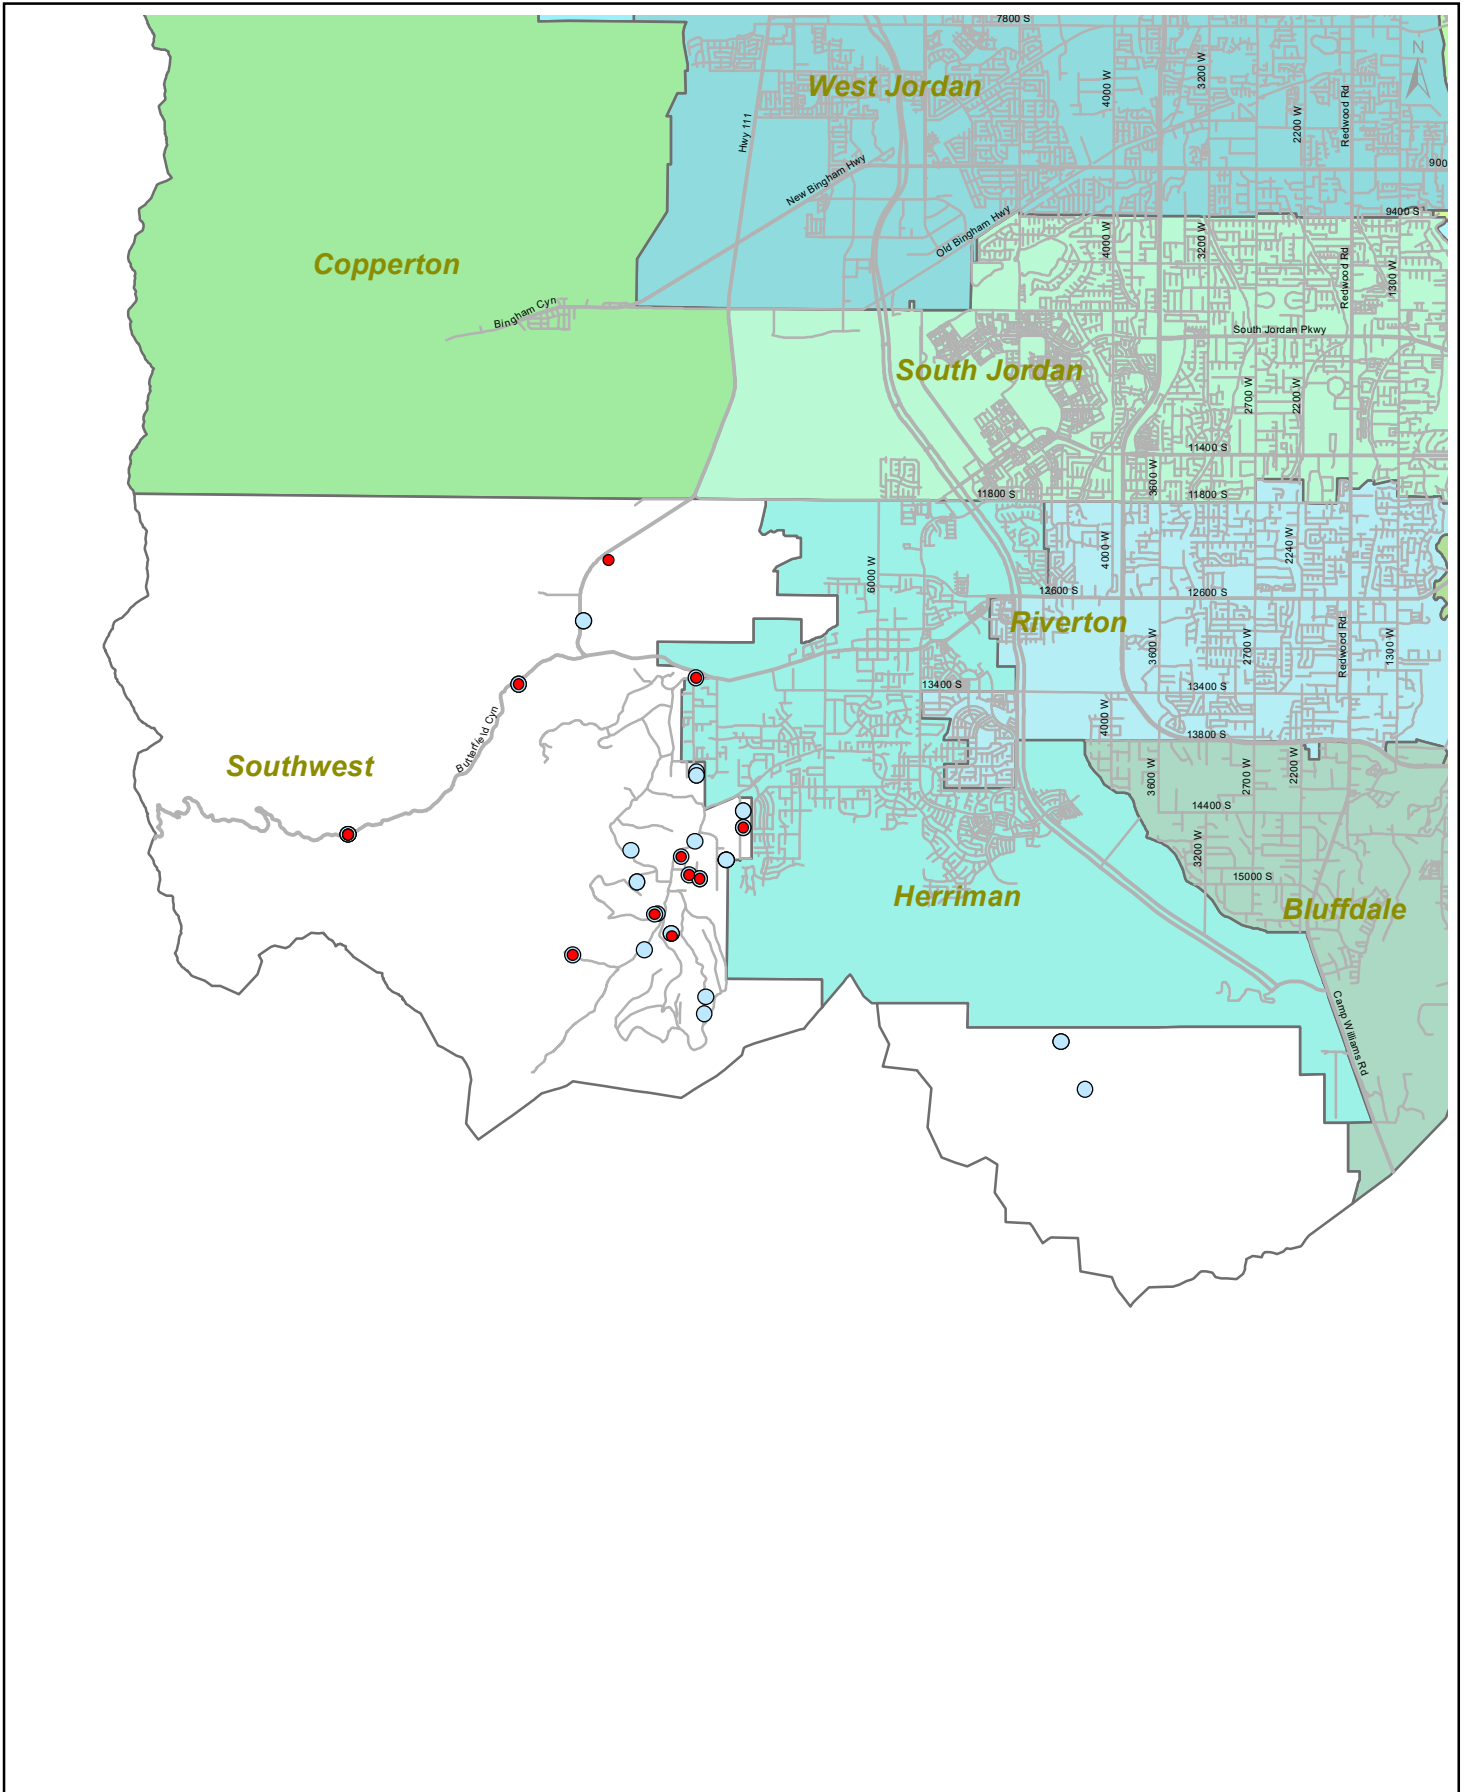 7800 S
N
West Jordan
4000 W
3200 W
2200 W
Redwood Rd
Hwy 111
New Bingham Hwy
900
Old Bingham Hwy
9400 S
4000 W
3200 W
Redwood Rd
1300 W
Copperton
Bingham Cyn
South Jordan Pkwy
South Jordan
2700 W
2200 W
11400 S
3600 W
11800 S
11800 S
6000 W
4000 W
2240 W
12600 S
12600 S
Riverton
3600 W
2700 W
Redwood Rd
1300 W
13400 S
13400 S
4000 W
13800 S
Butterfield Cyn
Southwest
3600 W
2700 W
2200 W
14400 S
3200 W
15000 S
Herriman
Bluffdale
Camp Williams Rd